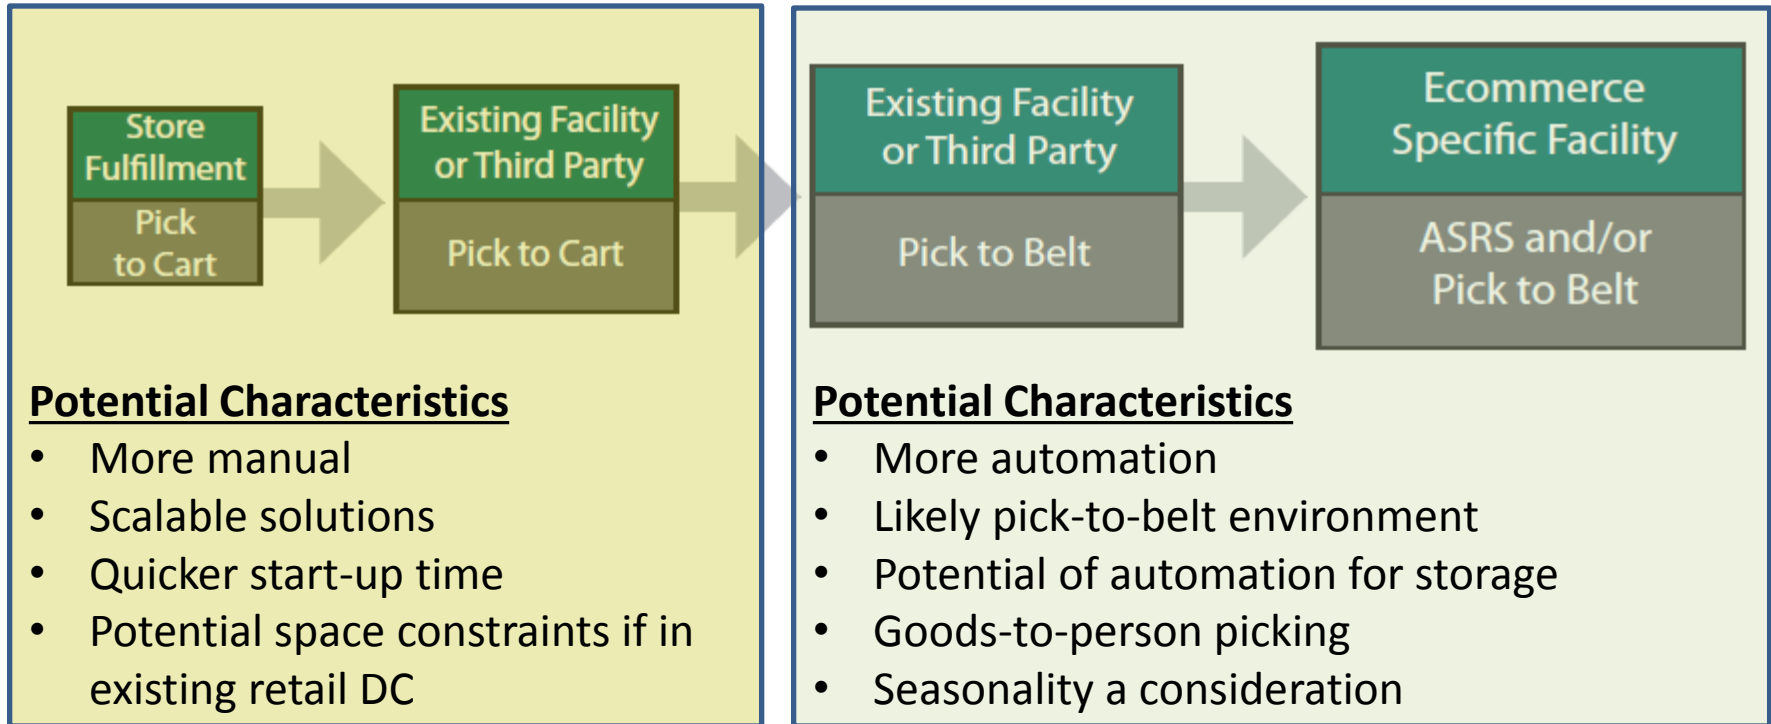 Store
Fulfillment
Pick
to Cart
Existing Facility
or Third Party
Pick to Cart
Existing Facility
or Third Party
Pick to Belt
Ecommerce
Specific Facility
ASRS and/or
Pick to Belt
Potential Characteristics
• More manual
• Scalable solutions
• Quicker start-up time
• Potential space constraints if in
existing retail DC
Potential Characteristics
• More automation
• Likely pick-to-belt environment
• Potential of automation for storage
• Goods-to-person picking
• Seasonality a consideration